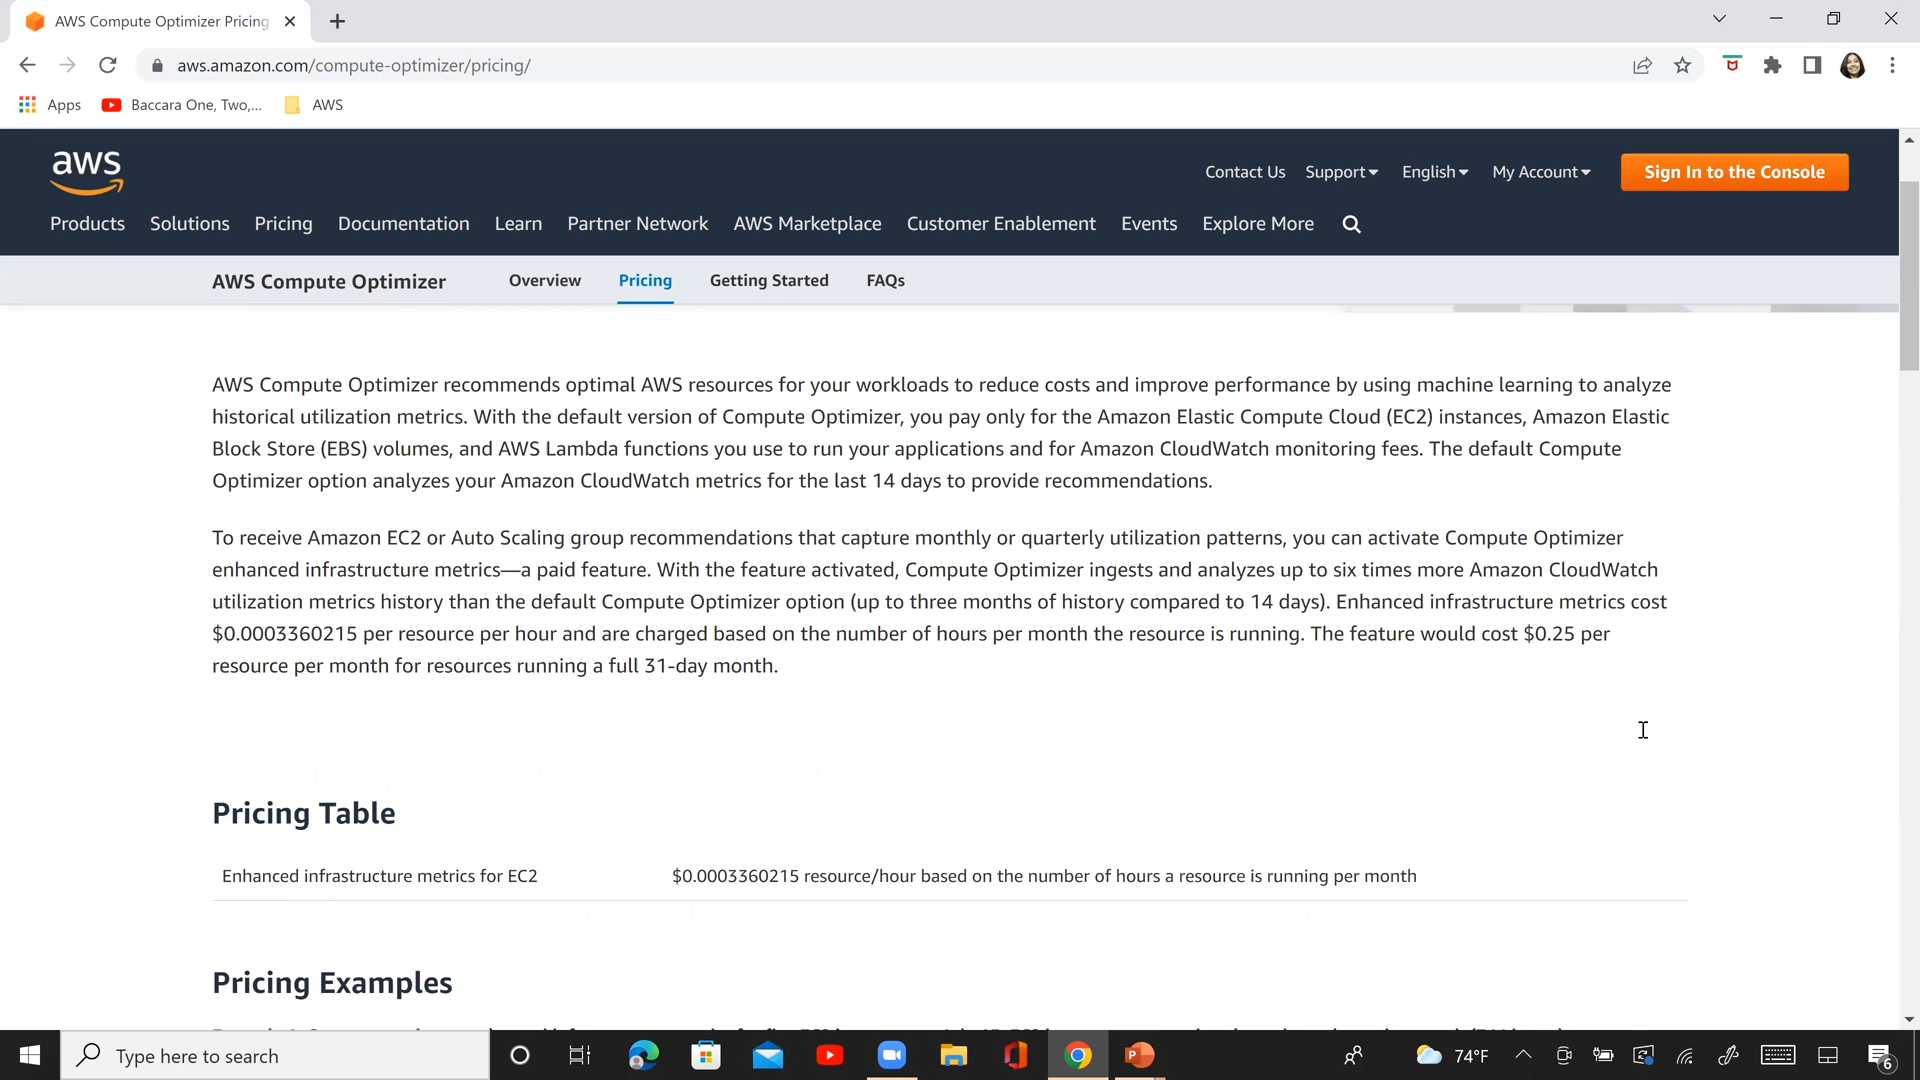 AWS Compute Optimizer Pricing
aws.amazon.com/compute-optimizer/pricing/
Apps
Baccara One, Two,...
AWS
aws
Contact Us
Support
English
My Account
Sign In to the Console
Products
Solutions
Pricing
Documentation
Learn
Partner Network
AWS Marketplace
Customer Enablement
Events
Explore More
AWS Compute Optimizer
Overview
Pricing
Getting Started
FAQs
AWS Compute Optimizer recommends optimal AWS resources for your workloads to reduce costs and improve performance by using machine learning to analyze
historical utilization metrics. With the default version of Compute Optimizer, you pay only for the Amazon Elastic Compute Cloud (EC2) instances, Amazon Elastic
Block Store (EBS) volumes, and AWS Lambda functions you use to run your applications and for Amazon CloudWatch monitoring fees. The default Compute
Optimizer option analyzes your Amazon CloudWatch metrics for the last 14 days to provide recommendations.
To receive Amazon EC2 or Auto Scaling group recommendations that capture monthly or quarterly utilization patterns, you can activate Compute Optimizer
enhanced infrastructure metrics—a paid feature. With the feature activated, Compute Optimizer ingests and analyzes up to six times more Amazon CloudWatch
utilization metrics history than the default Compute Optimizer option (up to three months of history compared to 14 days). Enhanced infrastructure metrics cost
$0.0003360215 per resource per hour and are charged based on the number of hours per month the resource is running. The feature would cost $0.25 per
resource per month for resources running a full 31-day month.
Pricing Table
Enhanced infrastructure metrics for EC2
$0.0003360215 resource/hour based on the number of hours a resource is running per month
Pricing Examples
Type here to search
74°F
6